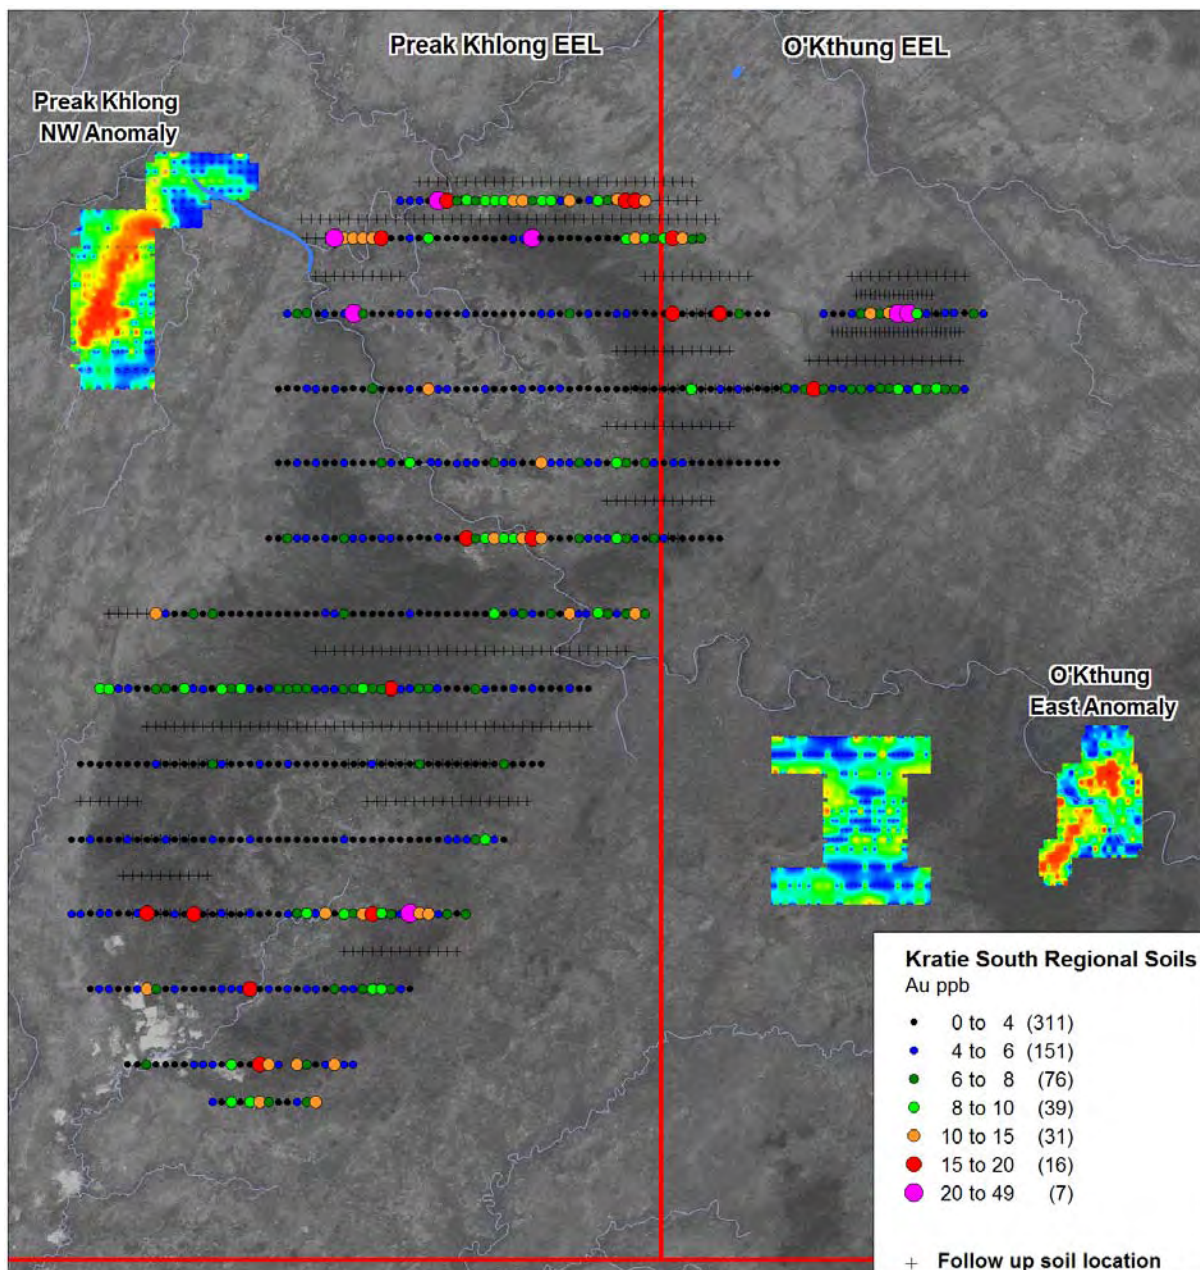 Preak Khlong EEL
O'Kthung EEL
Preak Khlong
NW Anomaly
O'Kthung
East Anomaly
Kratie South Regional Soils
Au ppb
0 to 4 (311)
4 to 6 (151)
6 to 8 (76)
8 to 10 (39)
10 to 15 (31)
15 to 20 (16)
20 to 49 (7)
Follow up soil location